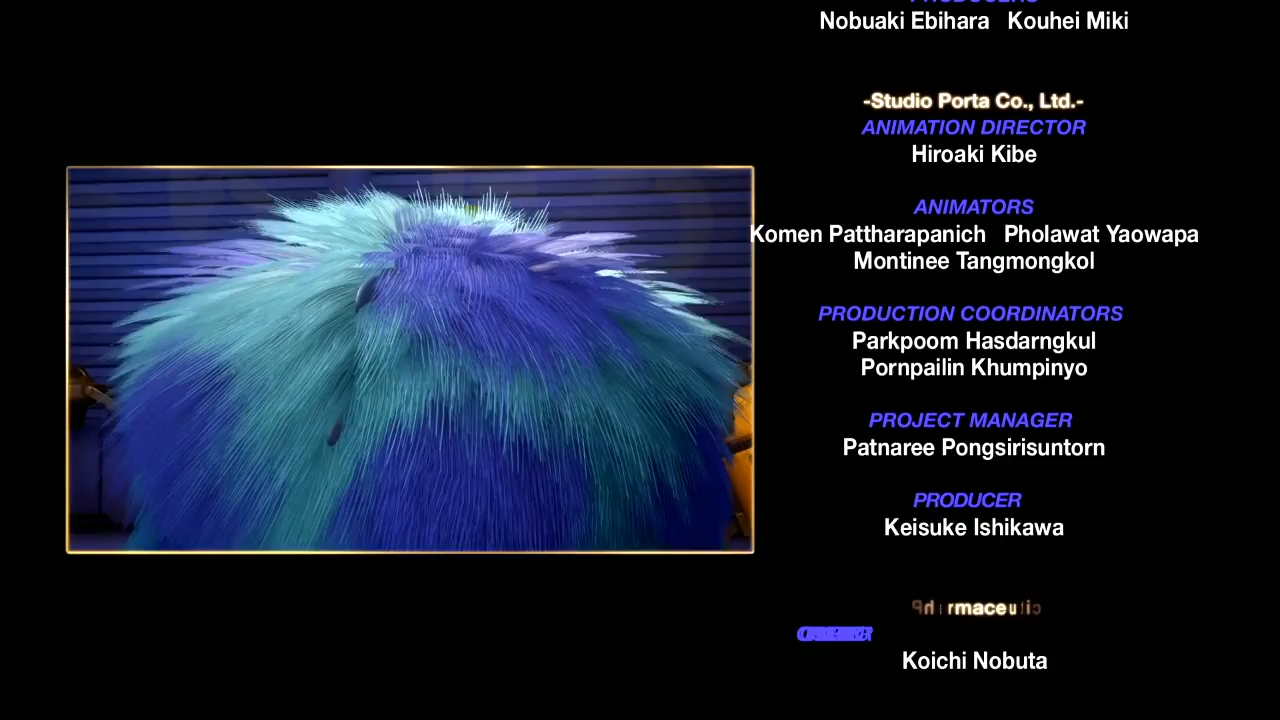 PRODUCERS
Nobuaki Ebihara Kouhei Miki
-Studio Porta Co., Ltd.-
ANIMATION DIRECTOR
Hiroaki Kibe
ANIMATORS
Komen Pattharapanich Pholawat Yaowapa
Montinee Tangmongkol
PRODUCTION COORDINATORS
Parkpoom Hasdarngkul
Pornpailin Khumpinyo
PROJECT MANAGER
Patnaree Pongsirisuntorn
PRODUCER
Keisuke Ishikawa
Koichi Nobuta